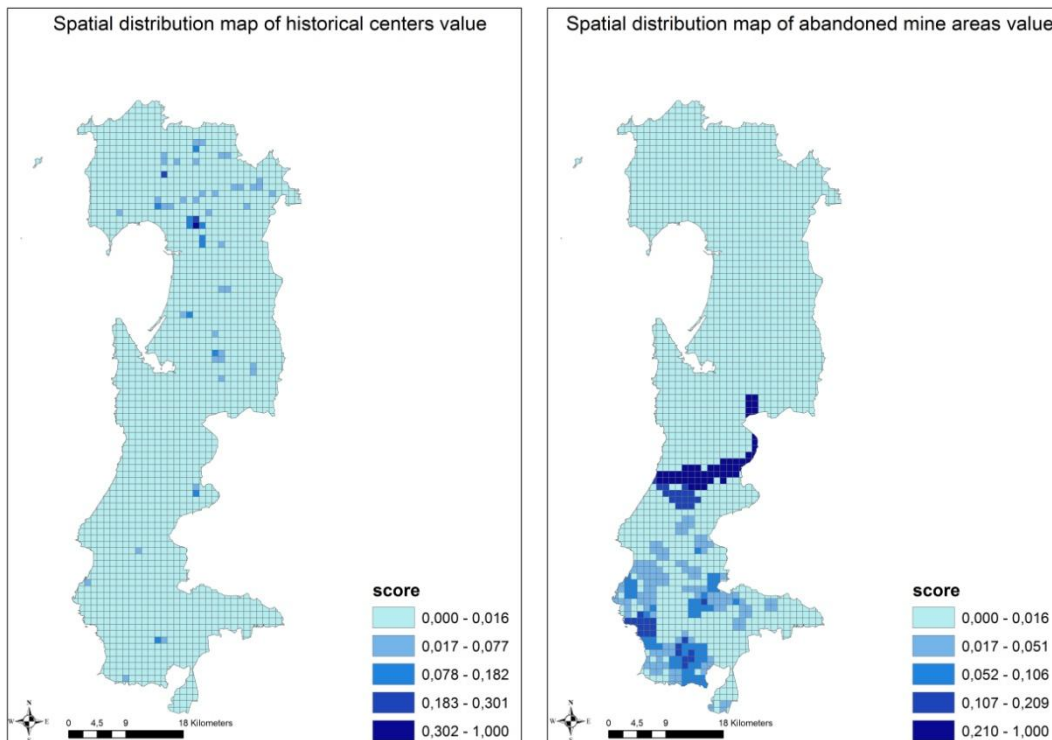 Spatial distribution map of historical centers value
score
0,000 - 0,016
0,017 - 0,077
0,078 - 0,182
0,183 - 0,301
0,302 - 1,000
N
W E
S
0 4,5 9 18 Kilometers
Spatial distribution map of abandoned mine areas value
score
0,000 - 0,016
0,017 - 0,051
0,052 - 0,106
0,107 - 0,209
0,210 - 1,000
N
W E
S
0 4,5 9 18 Kilometers